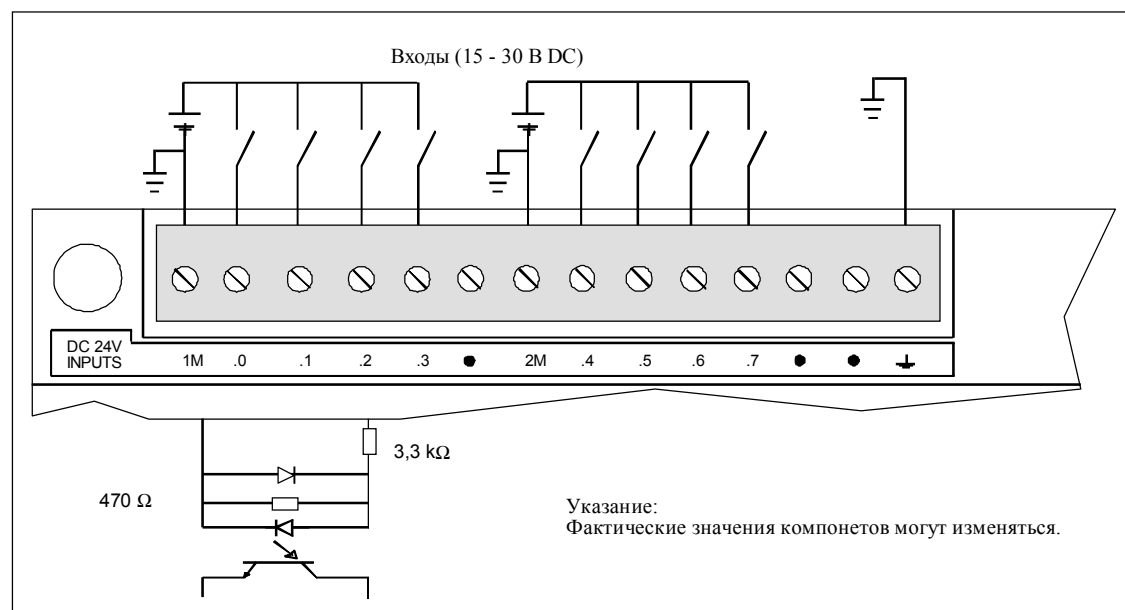 Входы (15 - 30 В DC)
DC 24V
INPUTS
1M .0 .1 .2 .3 ● 2M .4 .5 .6 .7 ● ●
3,3 kΩ
470 Ω
Указание:
Фактические значения компонетов могут изменяться.